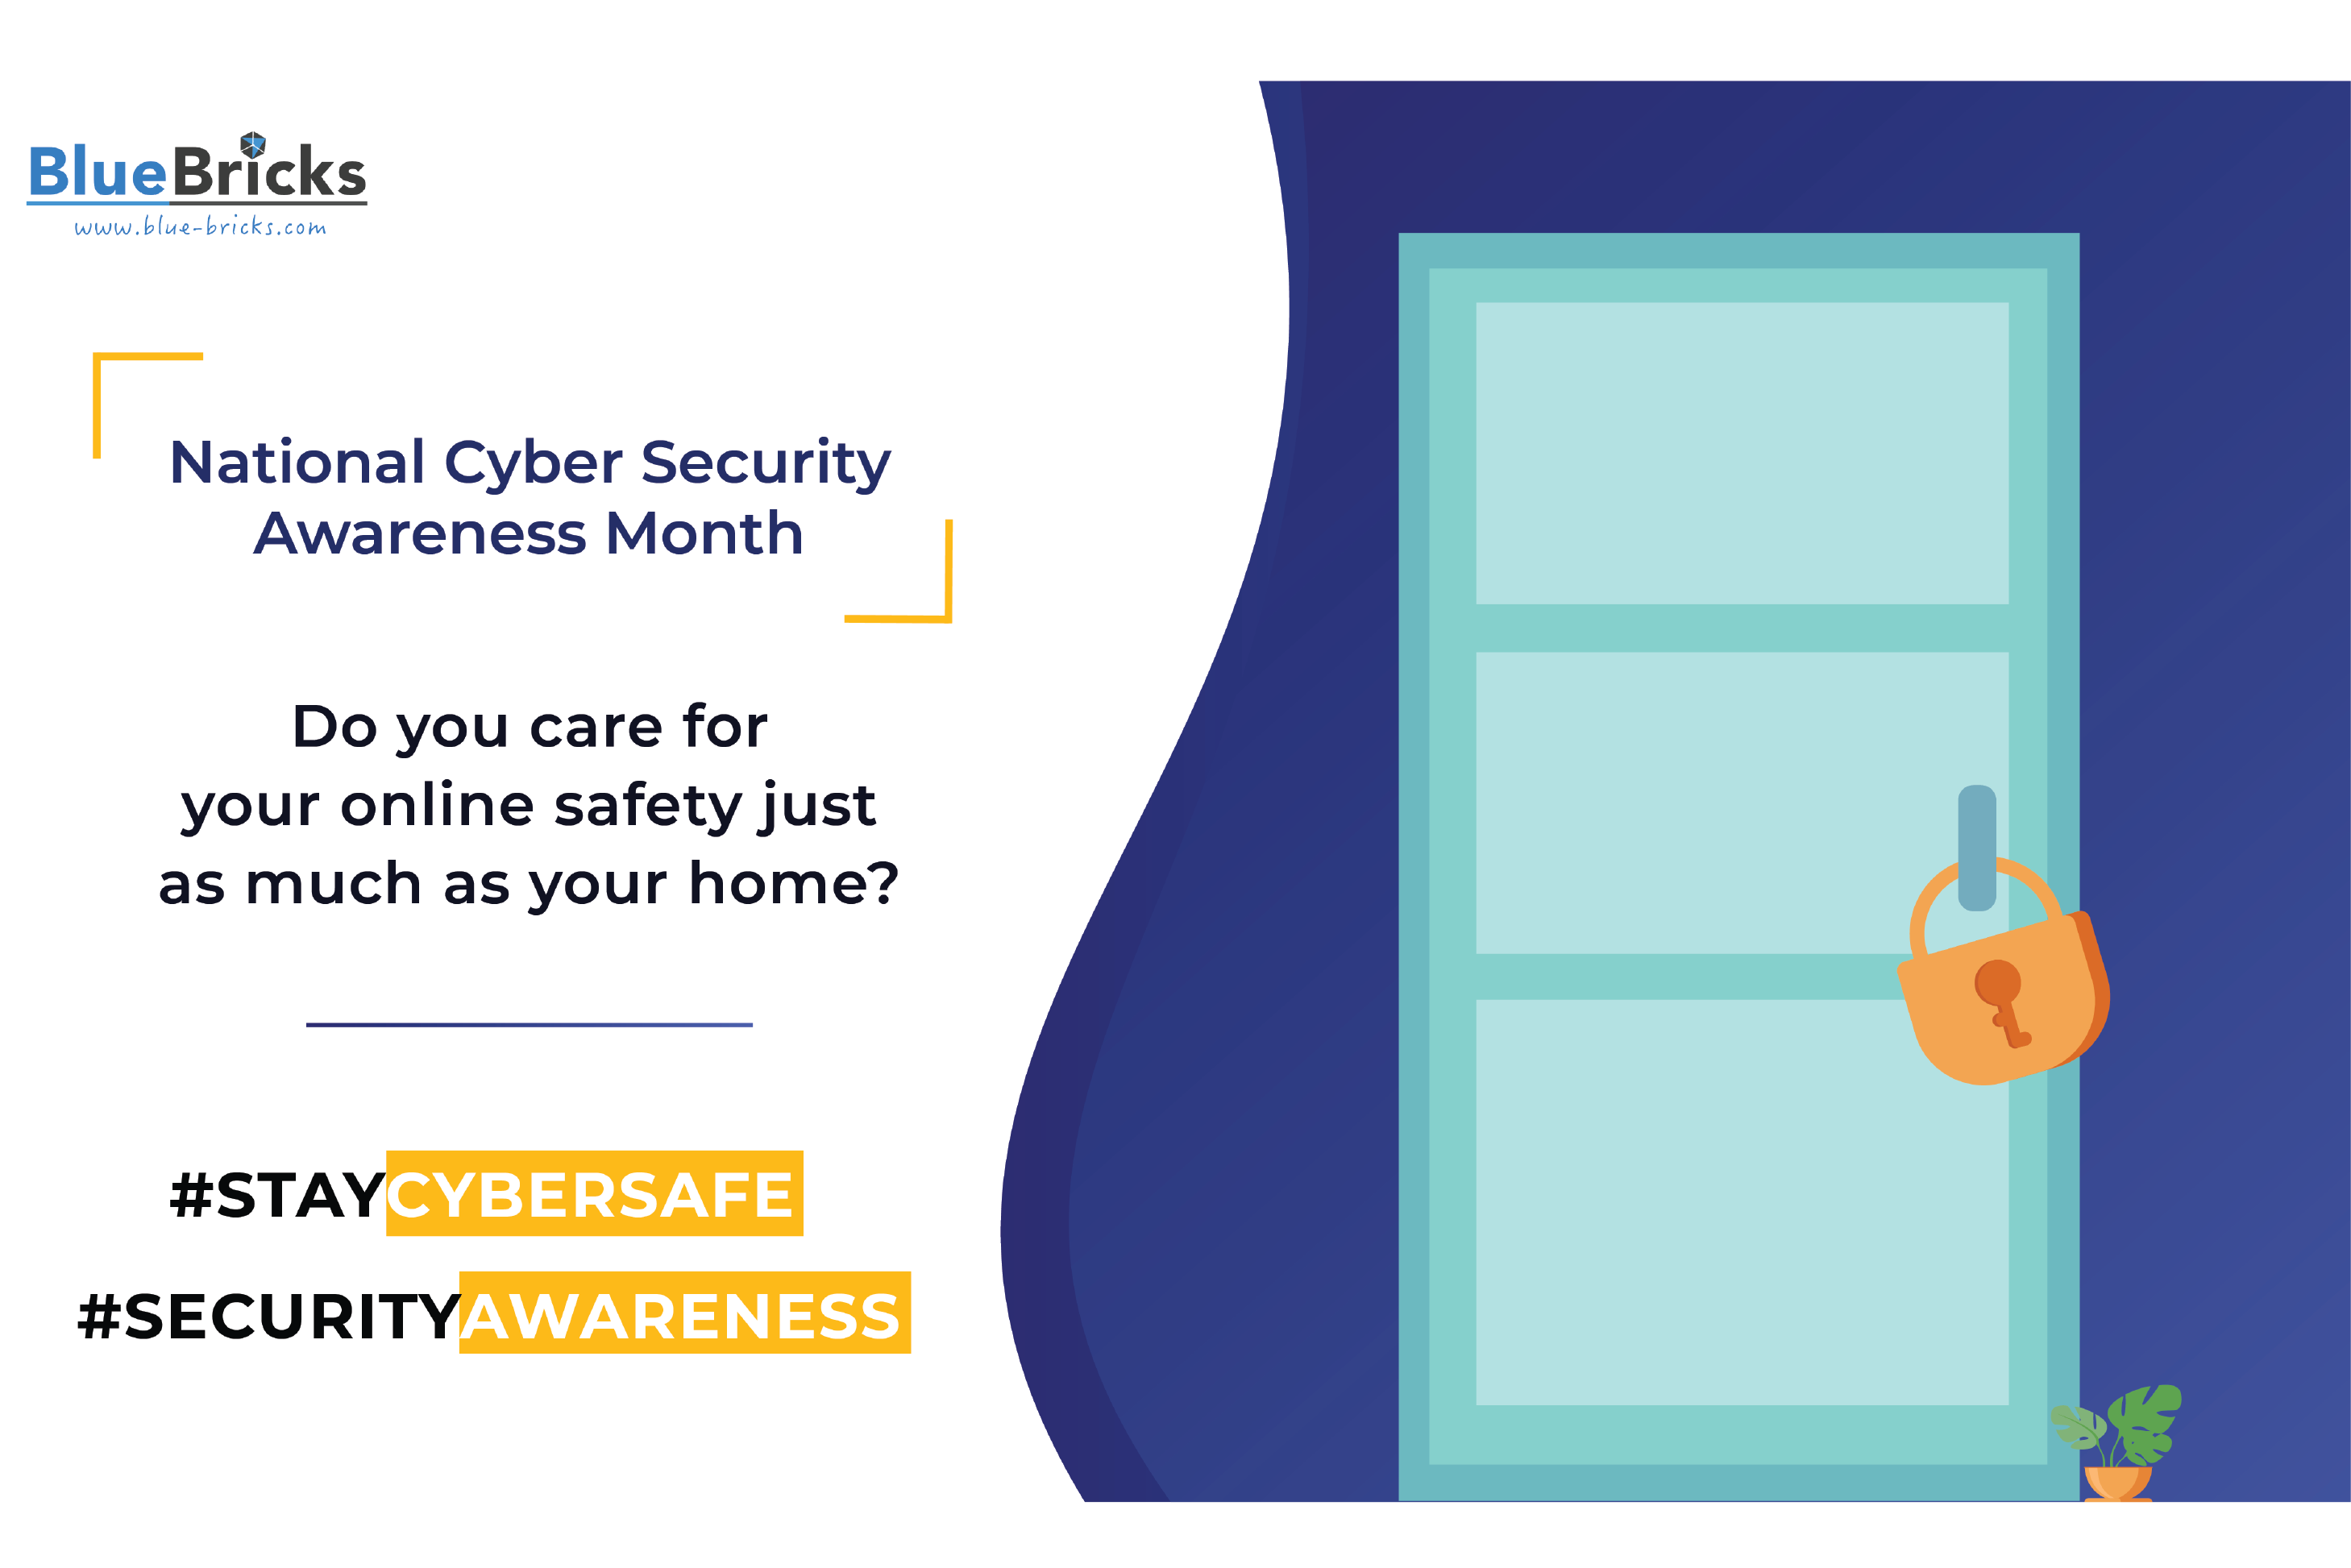 BlueBricks
www.blue-bricks.com
National Cyber Security
Awareness Month
Do you care for
your online safety just
as much as your home?
#STAYCYBERSAFE
#SECURITYAWARENESS